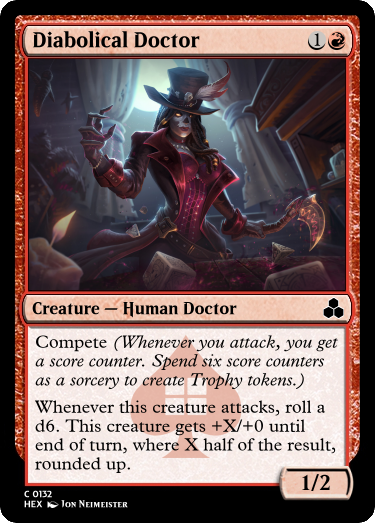 Diabolical Doctor
1
Creature — Human Doctor
Compete (Whenever you attack, you get
a score counter. Spend six score counters
as a sorcery to create Trophy tokens.)
Whenever this creature attacks, roll a
d6. This creature gets +X/+0 until
end of turn, where X half of the result,
rounded up.
1/2
C 0132
HEX Jon Neimeister